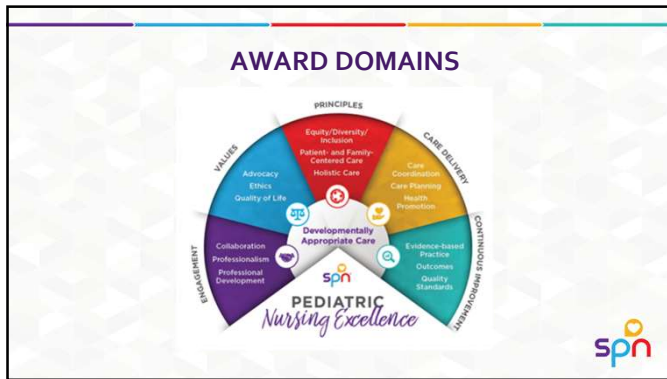 AWARD DOMAINS
ENGAGEMENT
Collaboration
Professionalism
Professional
Development
VALUES
Advocacy
Ethics
Quality of Life
PRINCIPLES
Equity/Diversity/
Inclusion
Patient- and Family-
Centered Care
Holistic Care
CARE DELIVERY
Care
Coordination
Care Planning
Health
Promotion
CONTINUOUS IMPROVEMENT
Evidence-based
Practice
Outcomes
Quality
Standards
Developmentally
Appropriate Care
spn
PEDIATRIC
Nursing Excellence
spn